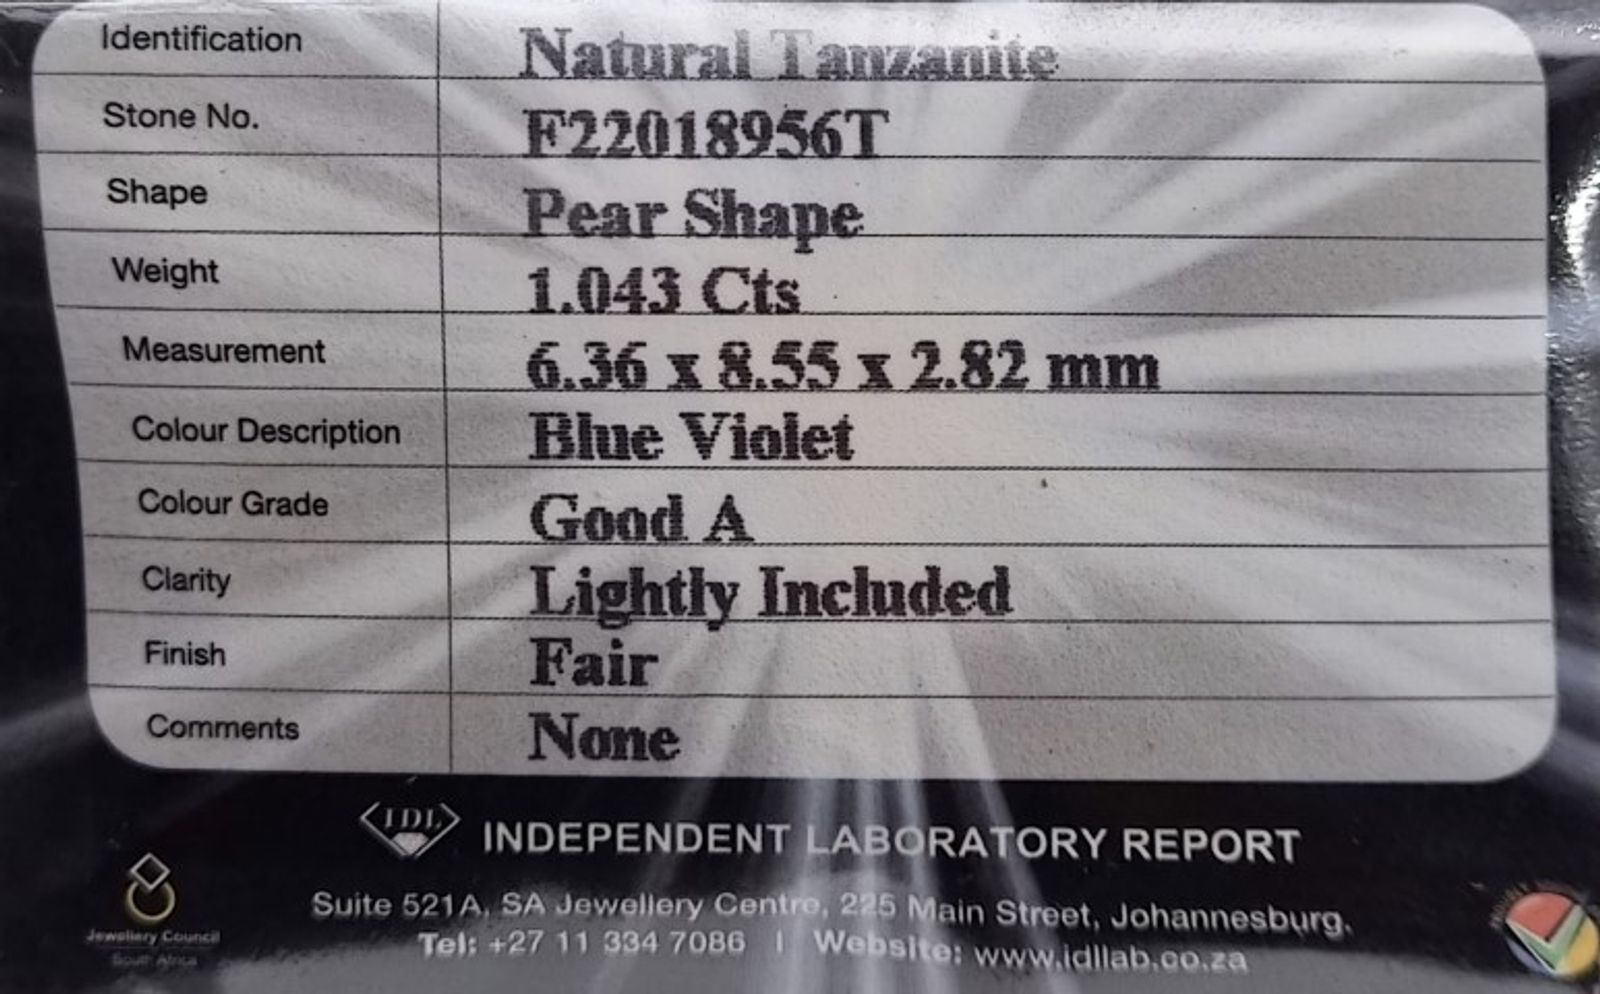 Identification Natural Tanzanite
Stone No. F22018956T
Shape Pear Shape
Weight 1.043 Cts
Measurement 6.36 x 8.55 x 2.82 mm
Colour Description Blue Violet
Colour Grade Good A
Clarity Lightly Included
Finish Fair
Comments None
IDL INDEPENDENT LABORATORY REPORT
Suite 521A, SA Jewellery Centre, 225 Main Street, Johannesburg.
Tel: +27 11 334 7086 | Website: www.idllab.co.za
Jewellery Council
South Africa